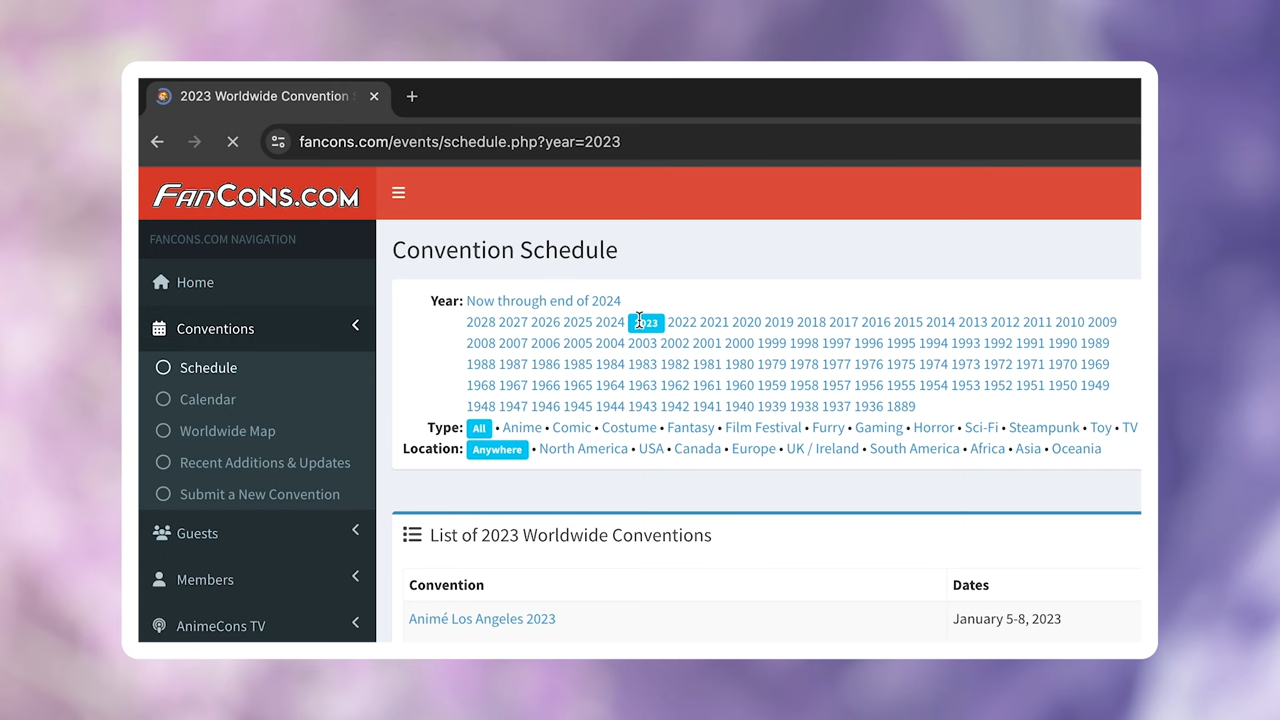 2023 Worldwide Convention
fancons.com/events/schedule.php?year=2023
FANCONS.COM
FANCONS.COM NAVIGATION
Home
Conventions
Schedule
Calendar
Worldwide Map
Recent Additions & Updates
Submit a New Convention
Guests
Members
AnimeCons TV
Convention Schedule
Year: Now through end of 2024
2028 2027 2026 2025 2024 2023 2022 2021 2020 2019 2018 2017 2016 2015 2014 2013 2012 2011 2010 2009
2008 2007 2006 2005 2004 2003 2002 2001 2000 1999 1998 1997 1996 1995 1994 1993 1992 1991 1990 1989
1988 1987 1986 1985 1984 1983 1982 1981 1980 1979 1978 1977 1976 1975 1974 1973 1972 1971 1970 1969
1968 1967 1966 1965 1964 1963 1962 1961 1960 1959 1958 1957 1956 1955 1954 1953 1952 1951 1950 1949
1948 1947 1946 1945 1944 1943 1942 1941 1940 1939 1938 1937 1936 1889
Type: All • Anime • Comic • Costume • Fantasy • Film Festival • Furry • Gaming • Horror • Sci-Fi • Steampunk • Toy • TV
Location: Anywhere • North America • USA • Canada • Europe • UK / Ireland • South America • Africa • Asia • Oceania
List of 2023 Worldwide Conventions
Convention Dates
Animé Los Angeles 2023 January 5-8, 2023